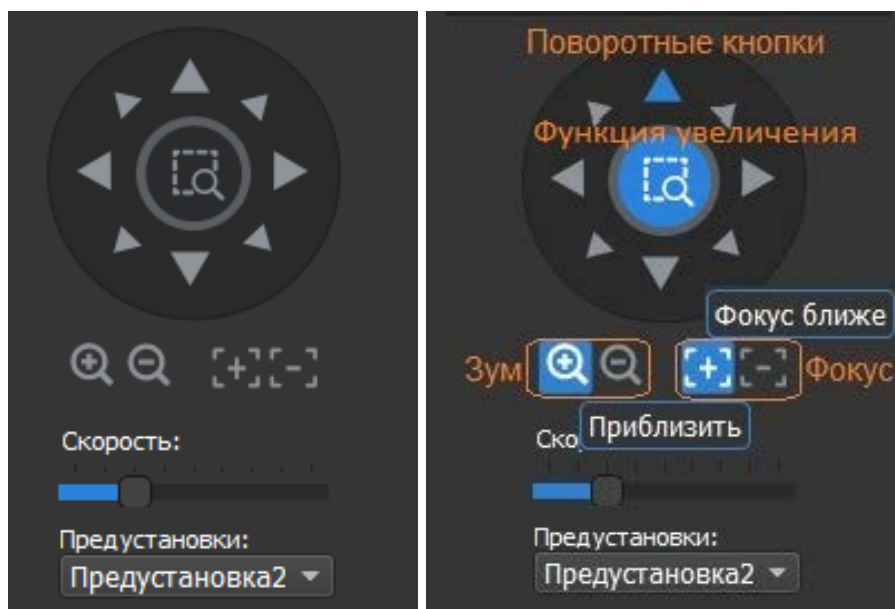 Скорость:
Предустановки:
Предустановка2
Поворотные кнопки
Функция увеличения
Фокус ближе
Зум
Фокус
Приблизить
Ско
Предустановки:
Предустановка2